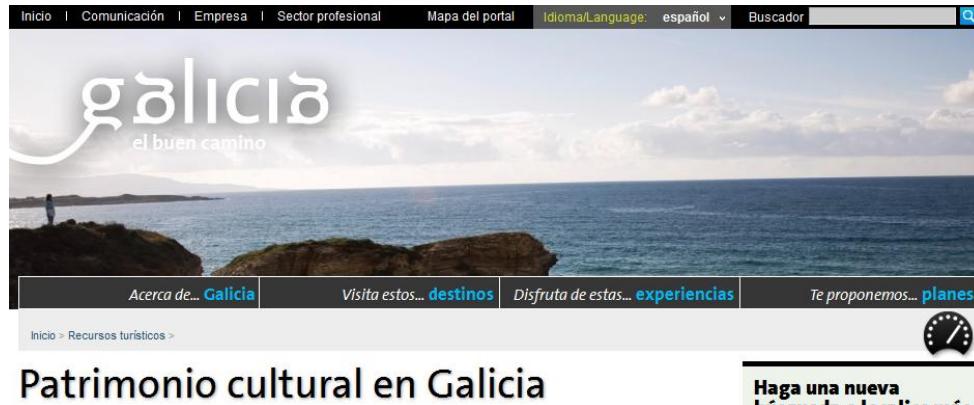 Inicio | Comunicación | Empresa | Sector profesional Mapa del portal Idioma/Language: español Buscador
galicia
el buen camino
Acerca de... Galicia Visita estos... destinos Disfruta de estas... experiencias Te proponemos... planes
Inicio > Recursos turísticos >
Patrimonio cultural en Galicia
Haga una nueva